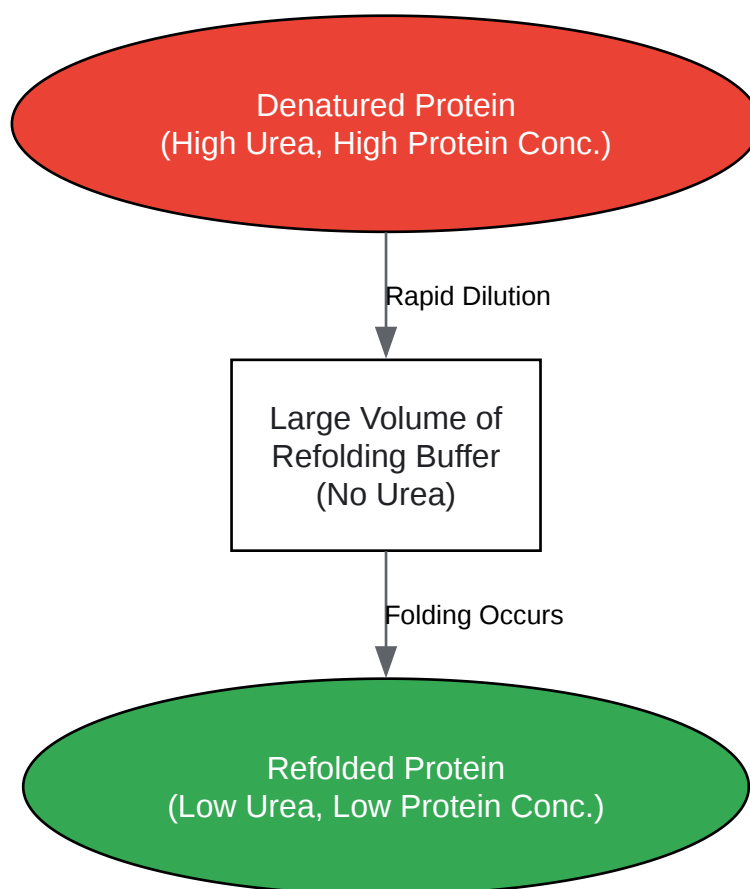 Denatured Protein
(High Urea, High Protein Conc.)
Rapid Dilution
Large Volume of
Refolding Buffer
(No Urea)
Folding Occurs
Refolded Protein
(Low Urea, Low Protein Conc.)